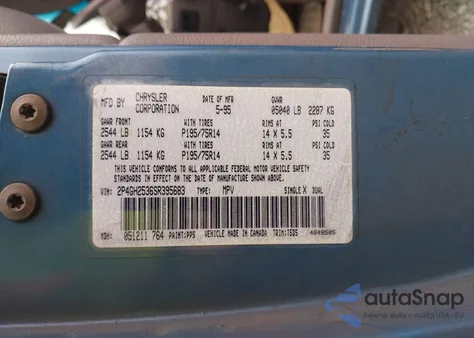 MFD BY CHRYSLER CORPORATION DATE OF MFR 5-95 GVWR 05040 LB 2287 KG
GAWR FRONT WITH TIRES RIMS AT PSI COLD
2544 LB 1154 KG P195/75R14 14 X 5.5 35
GAWR REAR WITH TIRES RIMS AT PSI COLD
2544 LB 1154 KG P195/75R14 14 X 5.5 35
THIS VEHICLE CONFORMS TO ALL APPLICABLE FEDERAL MOTOR VEHICLE SAFETY
STANDARDS IN EFFECT ON THE DATE OF MANUFACTURE SHOWN ABOVE.
VIN: 2P4GH2536SR395683 TYPE: MPV SINGLE X DUAL
MDH: 051211 764 PAINT:PPS VEHICLE MADE IN CANADA TRIM:TSDS 4648505
autoSnap